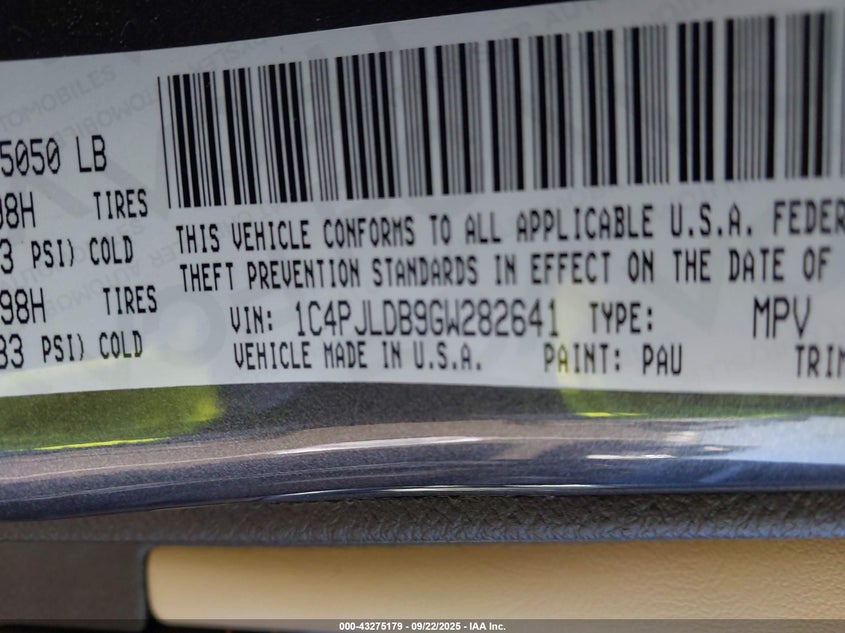 5050 LB
98H TIRES
3 PSI) COLD
98H TIRES
33 PSI) COLD
THIS VEHICLE CONFORMS TO ALL APPLICABLE U.S.A. FEDER
THEFT PREVENTION STANDARDS IN EFFECT ON THE DATE OF
VIN: 1C4PJLDB9GW282641 TYPE: MPV
VEHICLE MADE IN U.S.A. PAINT: PAU TRIM
000-43275179 - 09/22/2025 - IAA Inc.